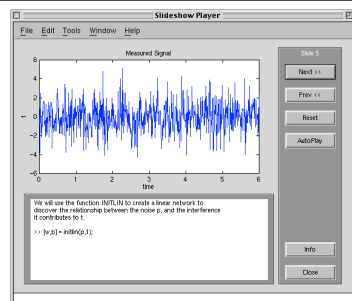 Slideshow Player
File Edit Tools Window Help
Measured Signal
6
4
2
0
-2
-4
-6
t
0 1 2 3 4 5 6
time
We will use the function INITLIN to create a linear network to
discover the relationship between the noise p, and the interference
it contributes to t.
>> [w,b] = initlin(p,t);
Slide 5
Next >>
Prev <<
Reset
AutoPlay
Info
Close